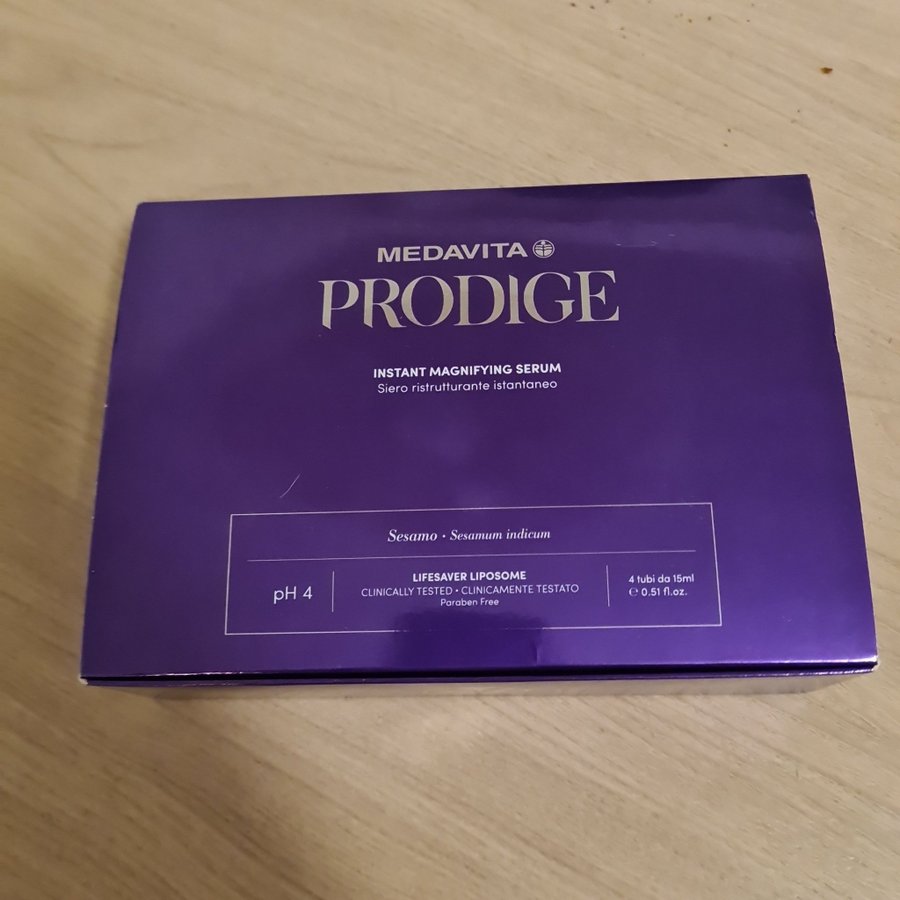 MEDAVITA
PRODIGE
INSTANT MAGNIFYING SERUM
Siero ristrutturante istantaneo
Sesamo • Sesamum indicum
pH 4
LIFESAVER LIPOSOME
CLINICALLY TESTED • CLINICAMENTE TESTATO
Paraben Free
4 tubi da 15ml
℮ 0.51 fl.oz.